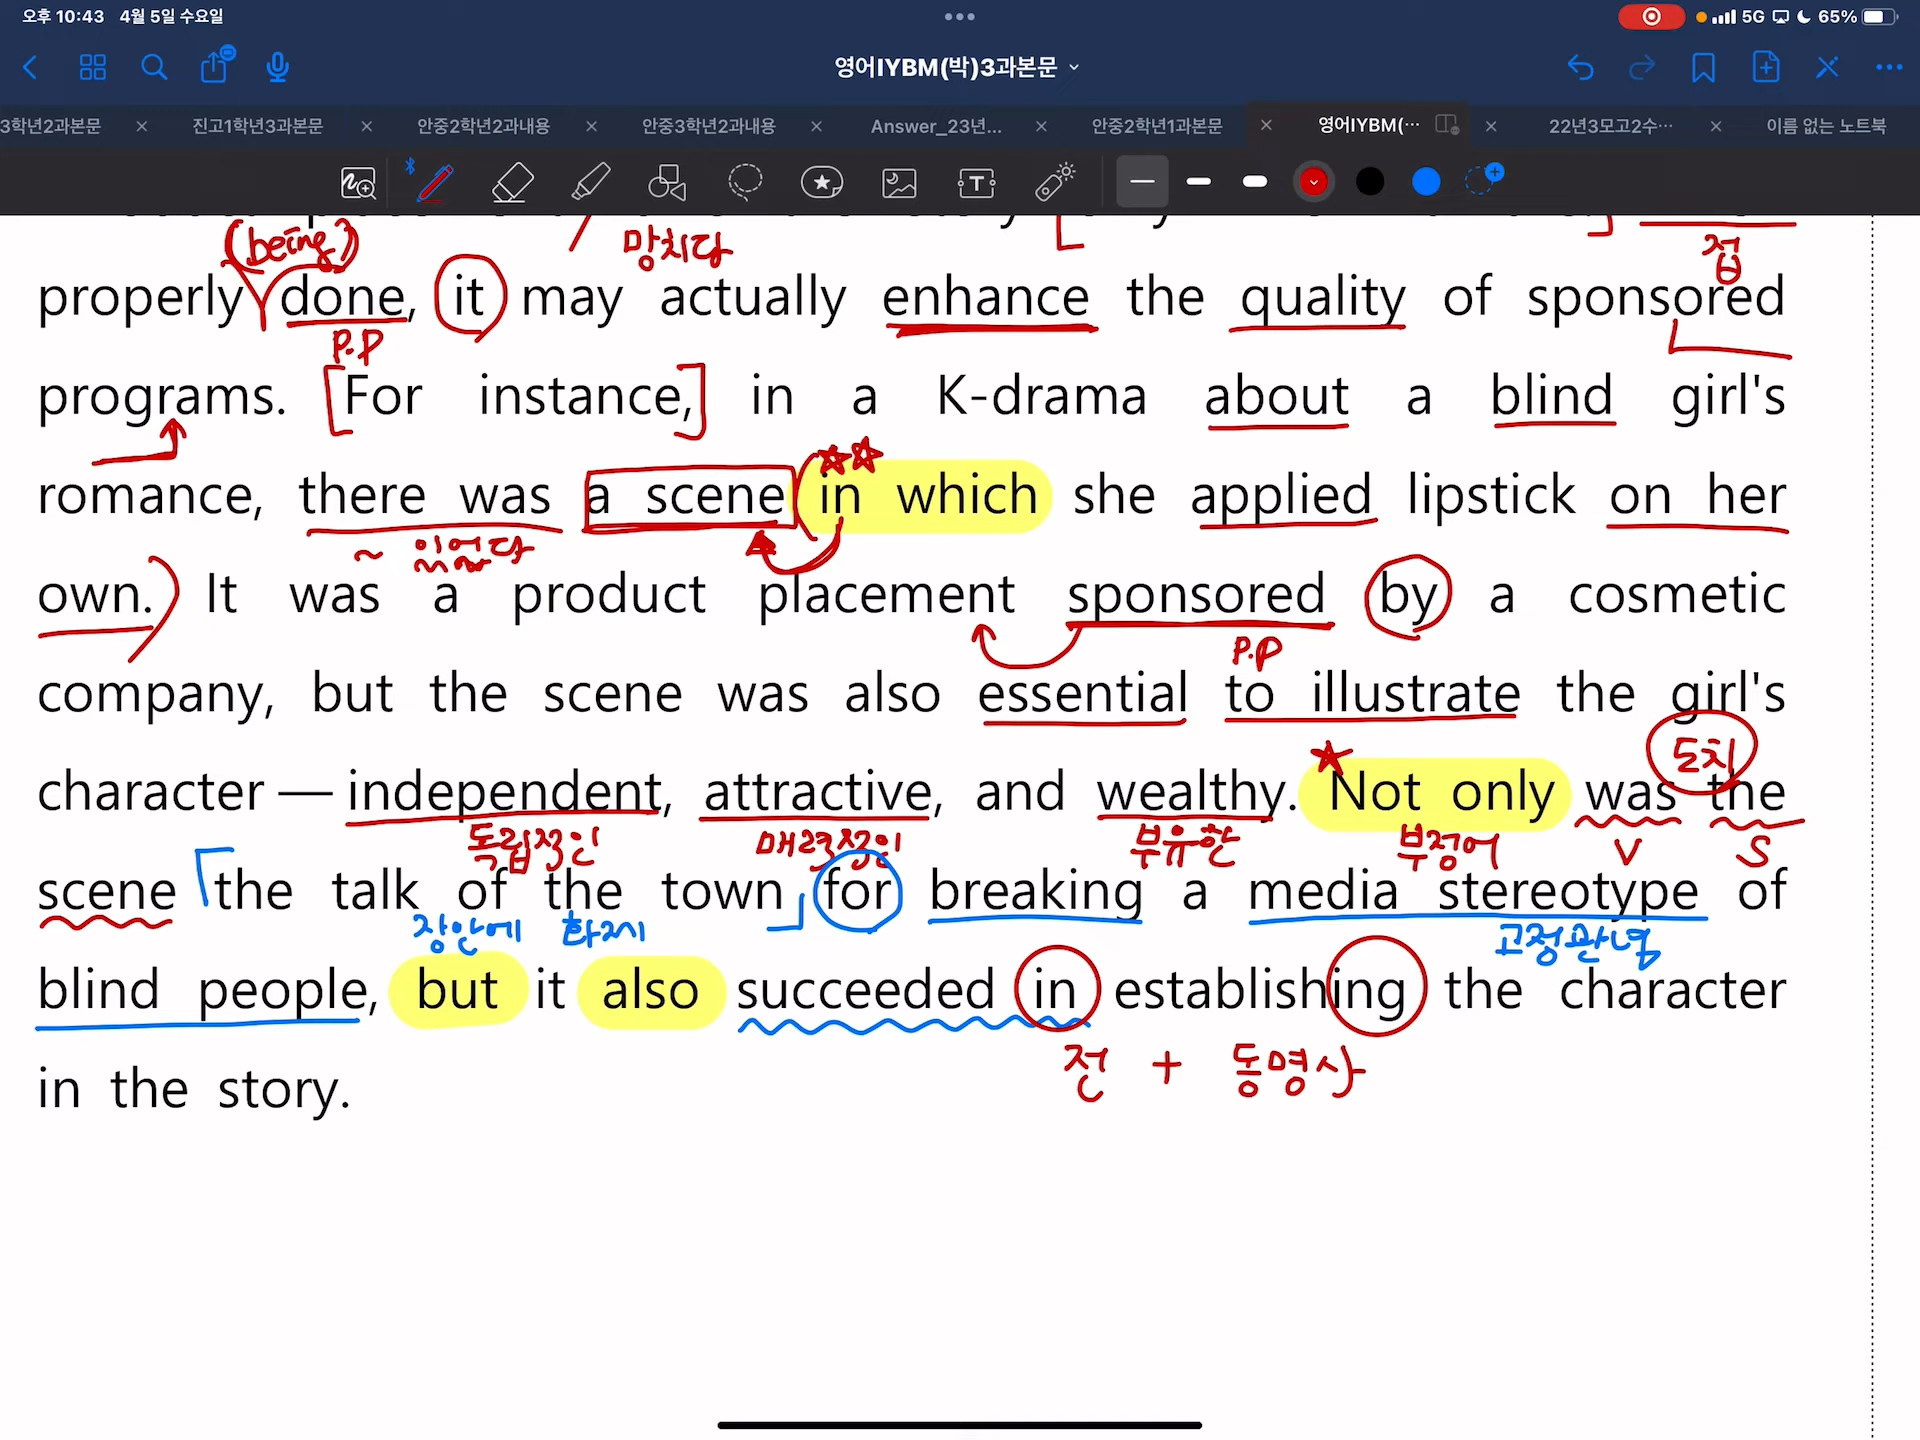 오후 10:43 4월 5일 수요일
5G 65%
영어IYBM(박)3과본문
3학년2과본문 × 진고1학년3과본문 × 안중2학년2과내용 × 안중3학년2과내용 × Answer_23년... × 안중2학년1과본문 × 영어IYBM(... × 22년3모고2수... × 이름 없는 노트북
(being) 망치다 접
properly done, it may actually enhance the quality of sponsored
P.P
programs. [For instance,] in a K-drama about a blind girl's
romance, there was a scene (in which she applied lipstick on her
~ 있었다
own.) It was a product placement sponsored by a cosmetic
P.P
company, but the scene was also essential to illustrate the girl's
도치
character — independent, attractive, and wealthy. Not only was the
독립적인 매력적인 부유한 부정어 V S
scene the talk of the town for breaking a media stereotype of
장안에 화제 고정관념
blind people, but it also succeeded in establishing the character
전 + 동명사
in the story.